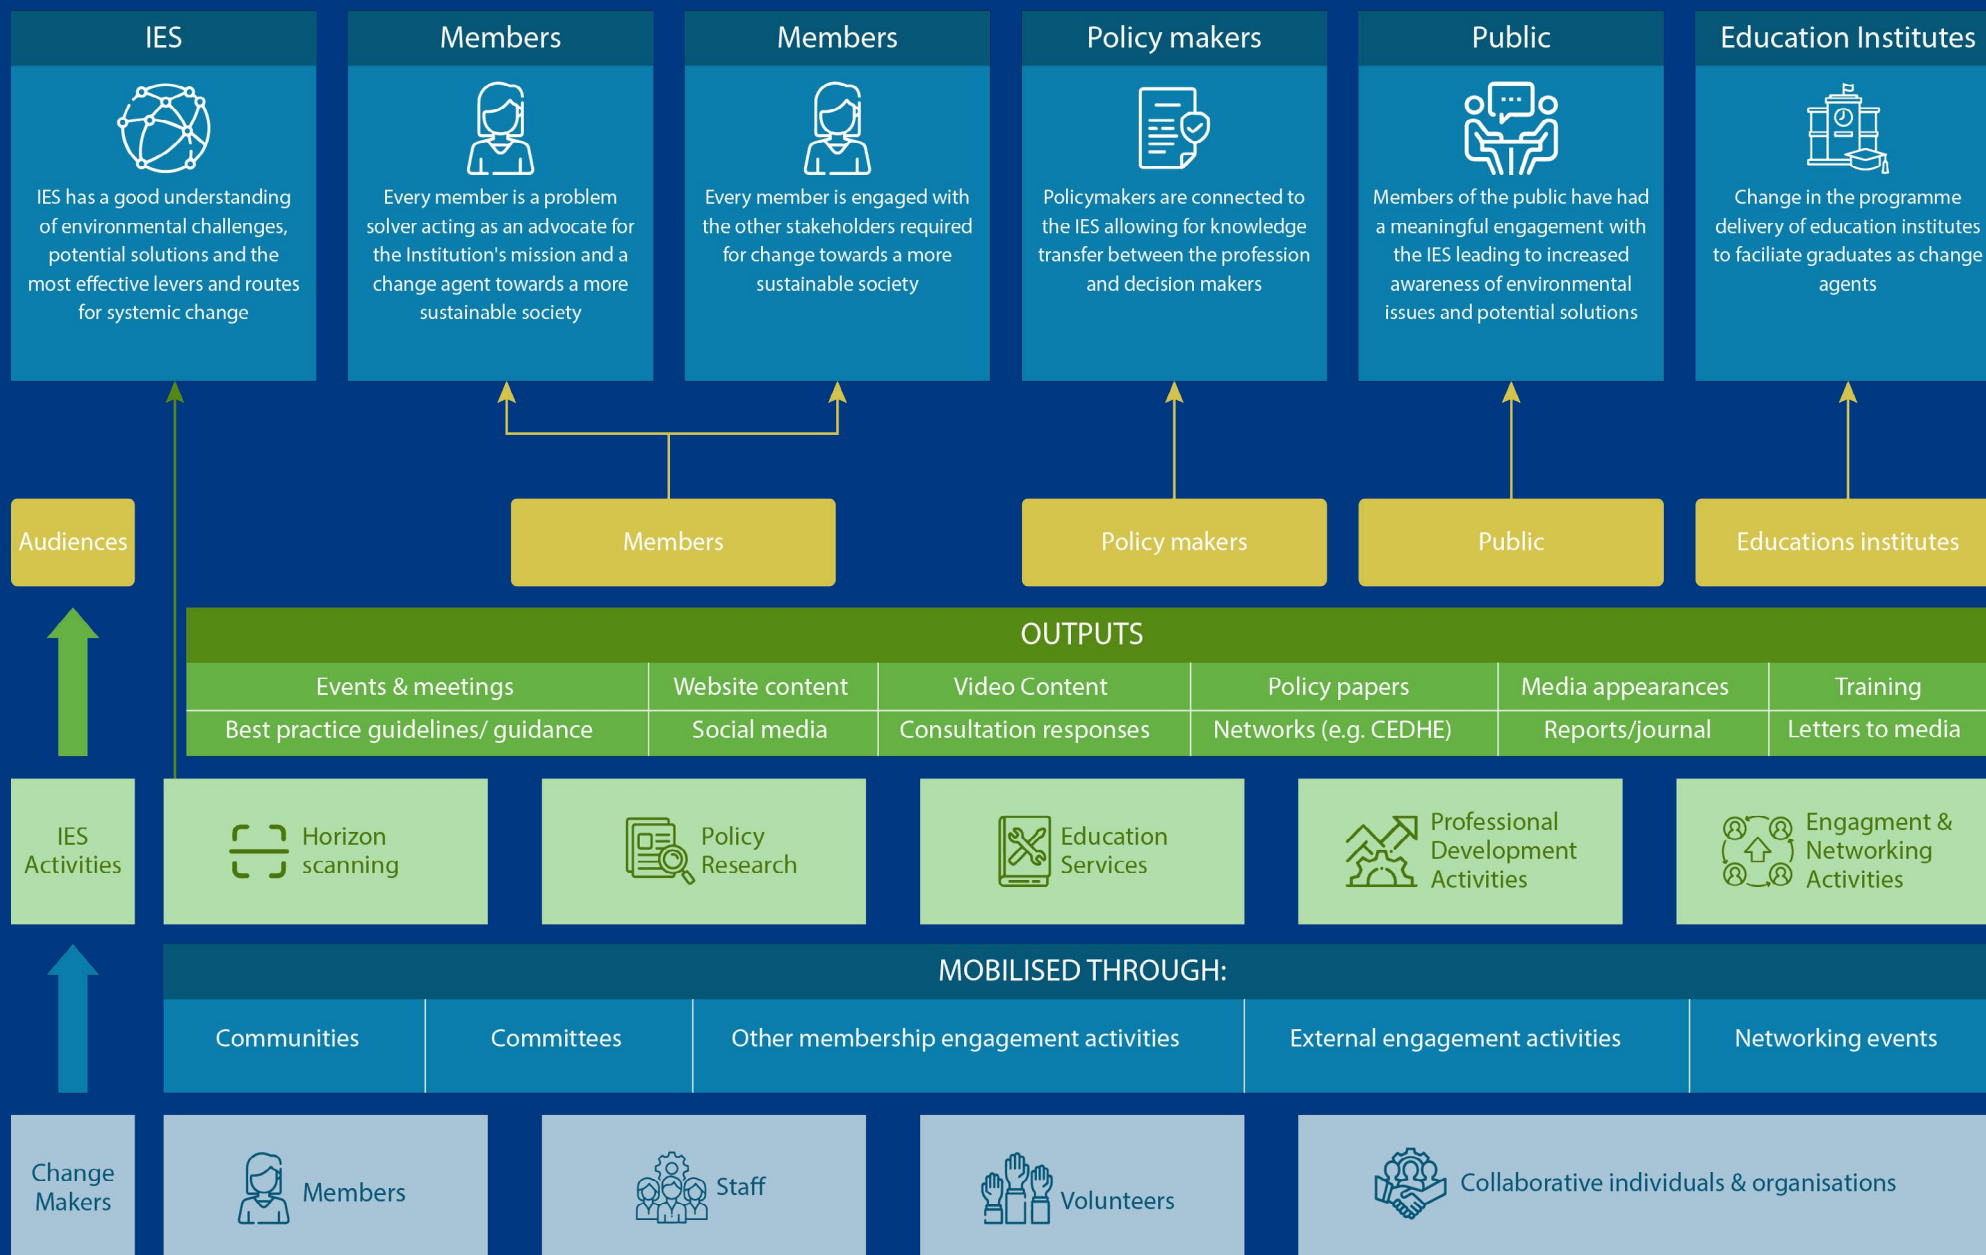 IES
Members
Members
Policy makers
Public
Education Institutes
IES has a good understanding
of environmental challenges,
potential solutions and the
most effective levers and routes
for systemic change
Every member is a problem
solver acting as an advocate for
the Institution's mission and a
change agent towards a more
sustainable society
Every member is engaged with
the other stakeholders required
for change towards a more
sustainable society
Policymakers are connected to
the IES allowing for knowledge
transfer between the profession
and decision makers
Members of the public have had
a meaningful engagement with
the IES leading to increased
awareness of environmental
issues and potential solutions
Change in the programme
delivery of education institutes
to faciliate graduates as change
agents
Audiences
Members
Policy makers
Public
Educations institutes
OUTPUTS
Events & meetings
Website content
Video Content
Policy papers
Media appearances
Training
Best practice guidelines/ guidance
Social media
Consultation responses
Networks (e.g. CEDHE)
Reports/journal
Letters to media
IES
Activities
Horizon
scanning
Policy
Research
Education
Services
Professional
Development
Activities
Engagment &
Networking
Activities
MOBILISED THROUGH:
Communities
Committees
Other membership engagement activities
External engagement activities
Networking events
Change
Makers
Members
Staff
Volunteers
Collaborative individuals & organisations